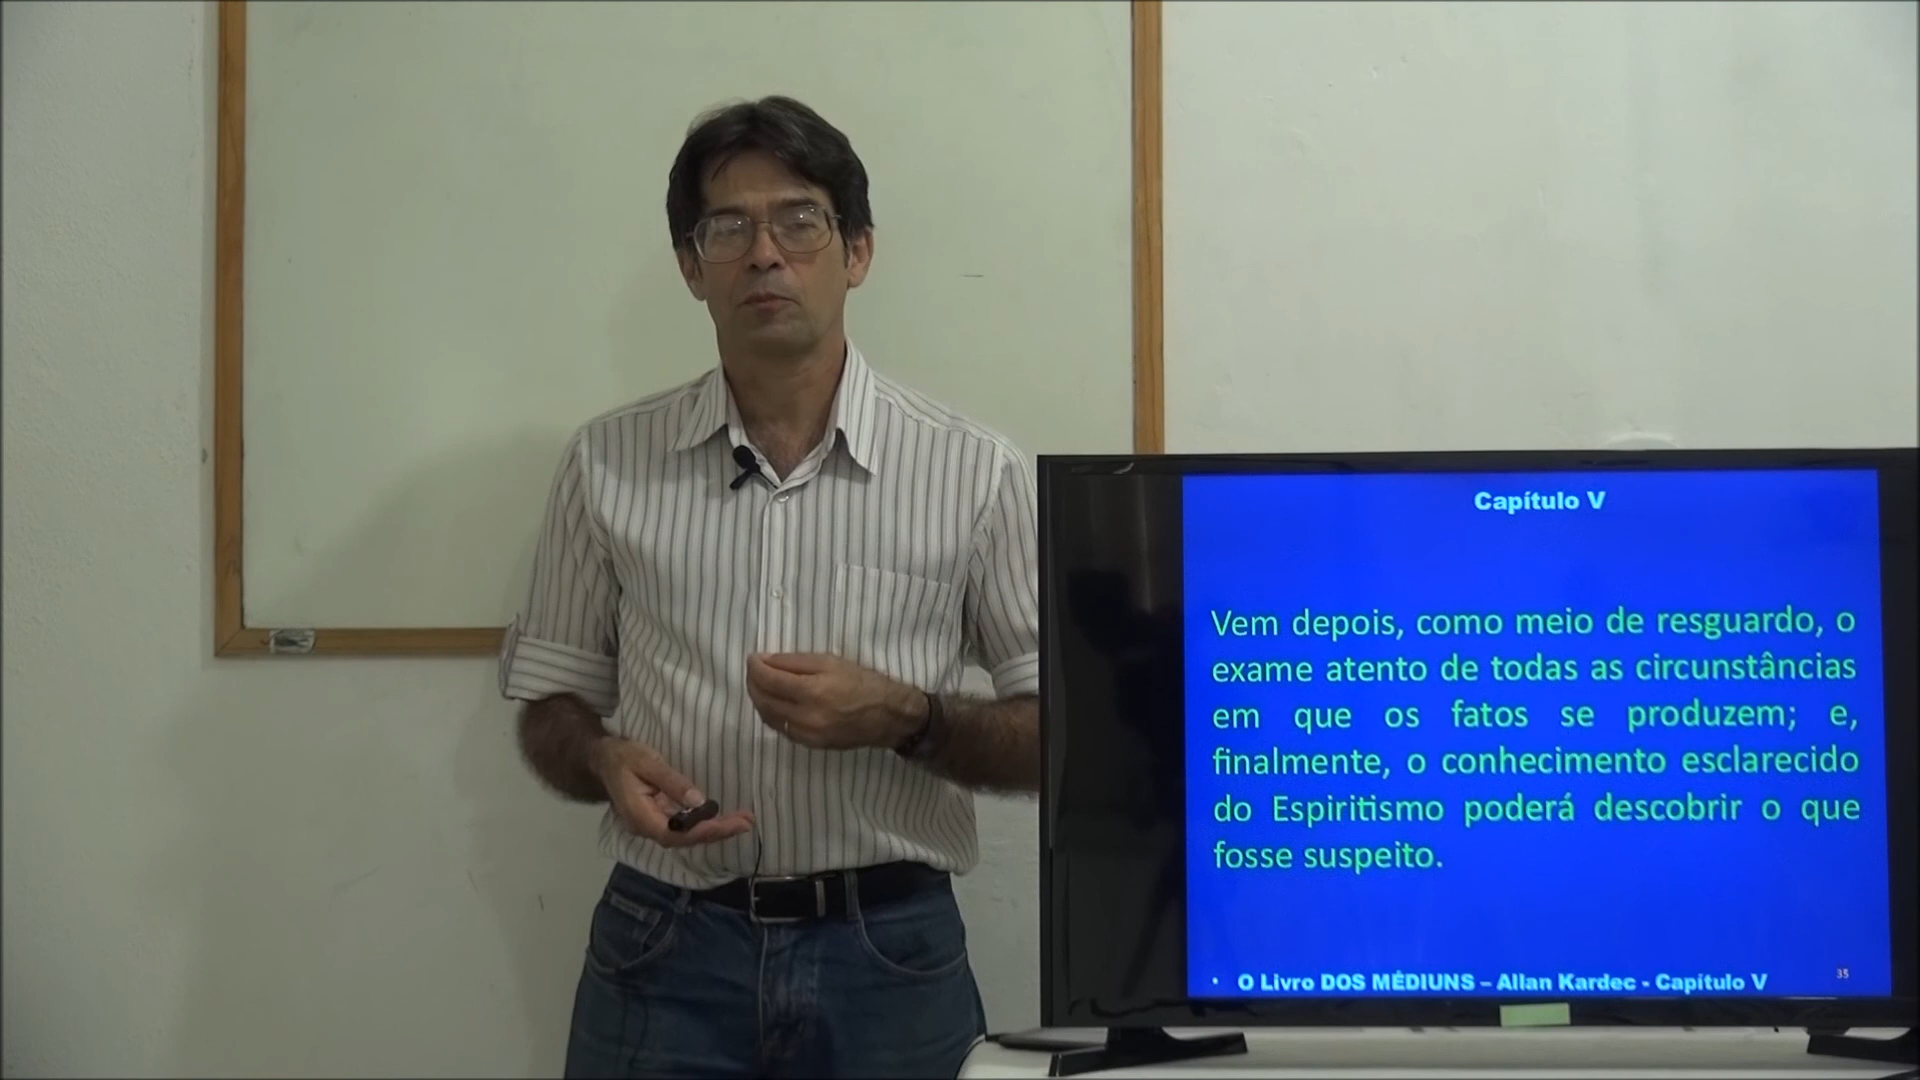 Capítulo V
Vem depois, como meio de resguardo, o
exame atento de todas as circunstâncias
em que os fatos se produzem; e,
finalmente, o conhecimento esclarecido
do Espiritismo poderá descobrir o que
fosse suspeito.
• O Livro DOS MÉDIUNS – Allan Kardec - Capítulo V
35